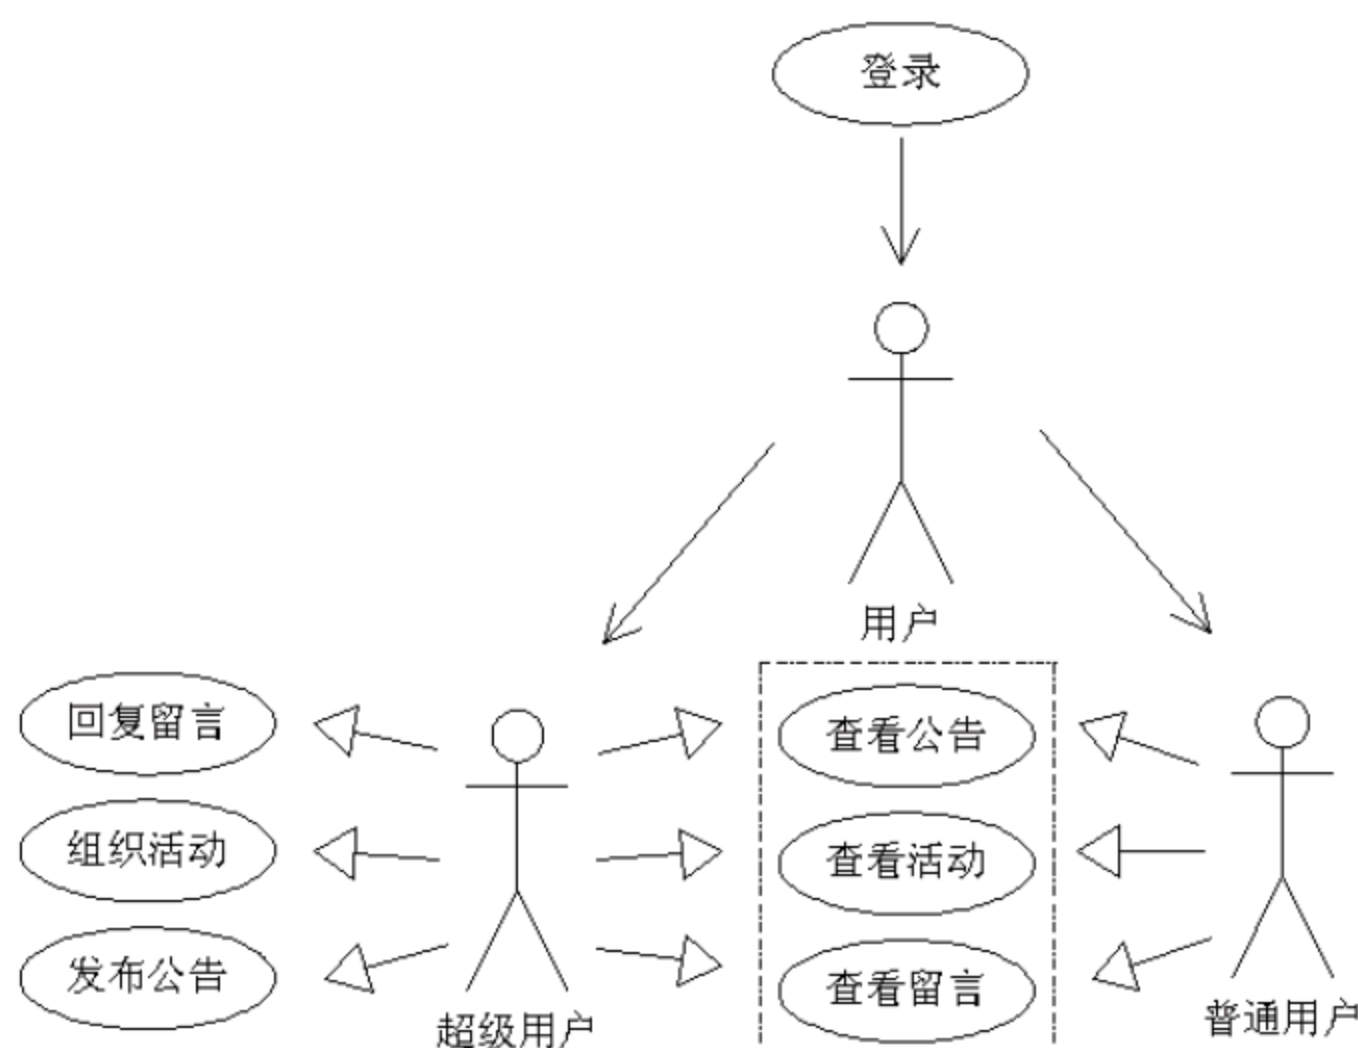 登录
用户
回复留言
查看公告
组织活动
查看活动
发布公告
查看留言
超级用户
普通用户